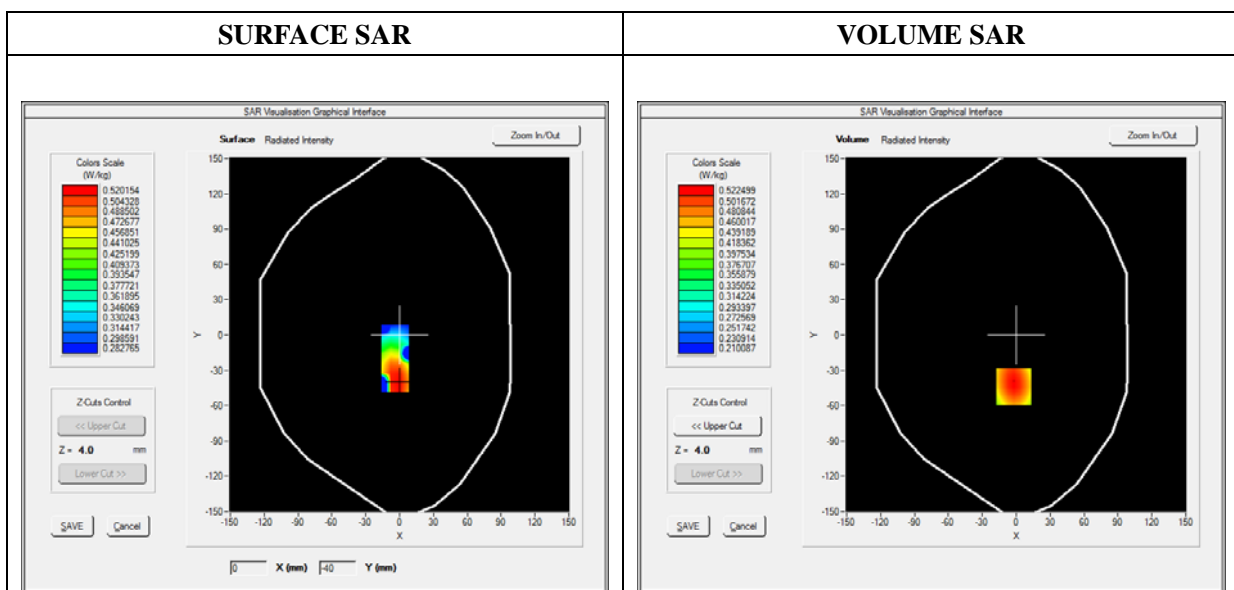 SURFACE SAR
SAR Visualisation Graphical Interface
Surface Radiated Intensity
Zoom In/Out
Colors Scale
(W/kg)
0.520154
0.504328
0.488502
0.472677
0.456851
0.441025
0.425199
0.409373
0.393547
0.377721
0.361895
0.346069
0.330243
0.314417
0.298591
0.282765
Z-Cuts Control
<< Upper Cut
Z = 4.0 mm
Lower Cut >>
SAVE Cancel
150
120
90
60
30
0
-30
-60
-90
-120
-150
Y
-150 -120 -90 -60 -30 0 30 60 90 120 150
X
0 X (mm) -40 Y (mm)
VOLUME SAR
SAR Visualisation Graphical Interface
Volume Radiated Intensity
Zoom In/Out
Colors Scale
(W/kg)
0.522499
0.501672
0.480844
0.460017
0.439189
0.418362
0.397534
0.376707
0.355879
0.335052
0.314224
0.293397
0.272569
0.251742
0.230914
0.210087
Z-Cuts Control
<< Upper Cut
Z = 4.0 mm
Lower Cut >>
SAVE Cancel
150
120
90
60
30
0
-30
-60
-90
-120
-150
Y
-150 -120 -90 -60 -30 0 30 60 90 120 150
X